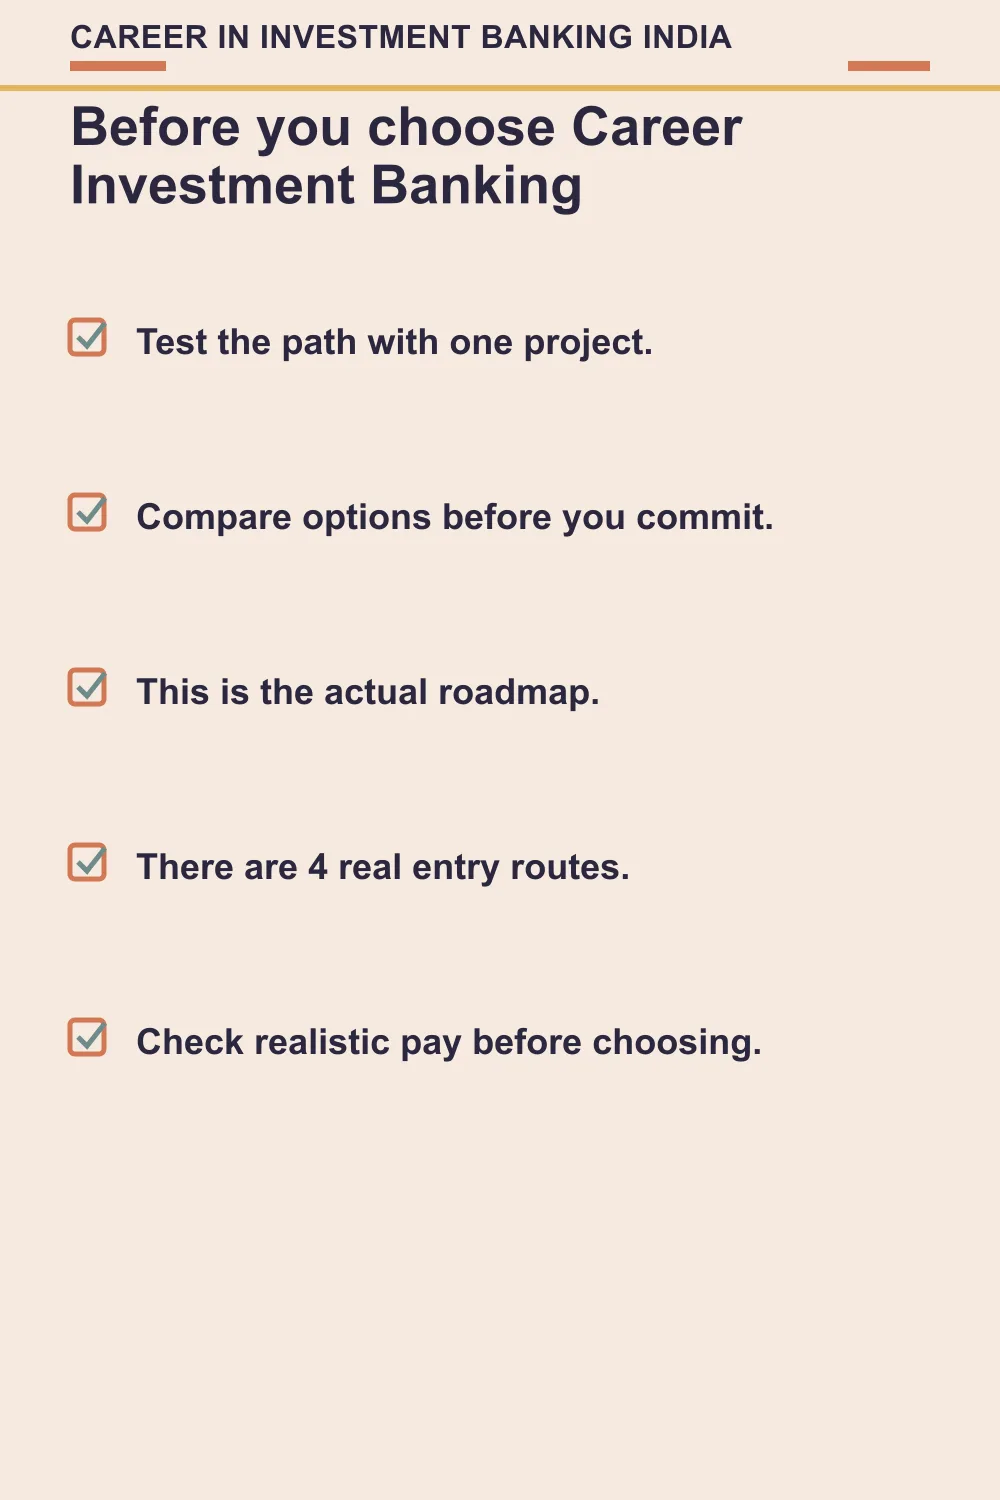 CAREER IN INVESTMENT BANKING INDIA
Before you choose Career
Investment Banking
Test the path with one project.
Compare options before you commit.
This is the actual roadmap.
There are 4 real entry routes.
Check realistic pay before choosing.